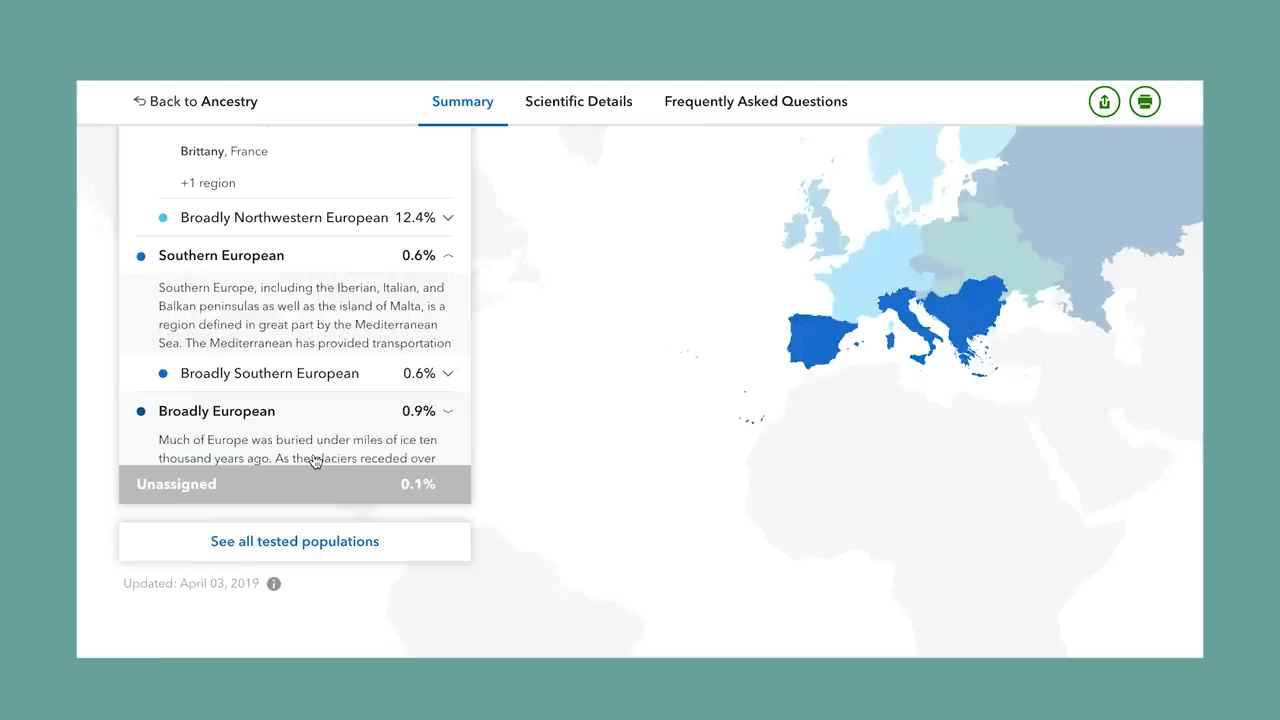 Back to Ancestry
Summary
Scientific Details
Frequently Asked Questions
Brittany, France
+1 region
Broadly Northwestern European 12.4%
Southern European 0.6%
Southern Europe, including the Iberian, Italian, and
Balkan peninsulas as well as the island of Malta, is a
region defined in great part by the Mediterranean
Sea. The Mediterranean has provided transportation
Broadly Southern European 0.6%
Broadly European 0.9%
Much of Europe was buried under miles of ice ten
thousand years ago. As the glaciers receded over
Unassigned 0.1%
See all tested populations
Updated: April 03, 2019